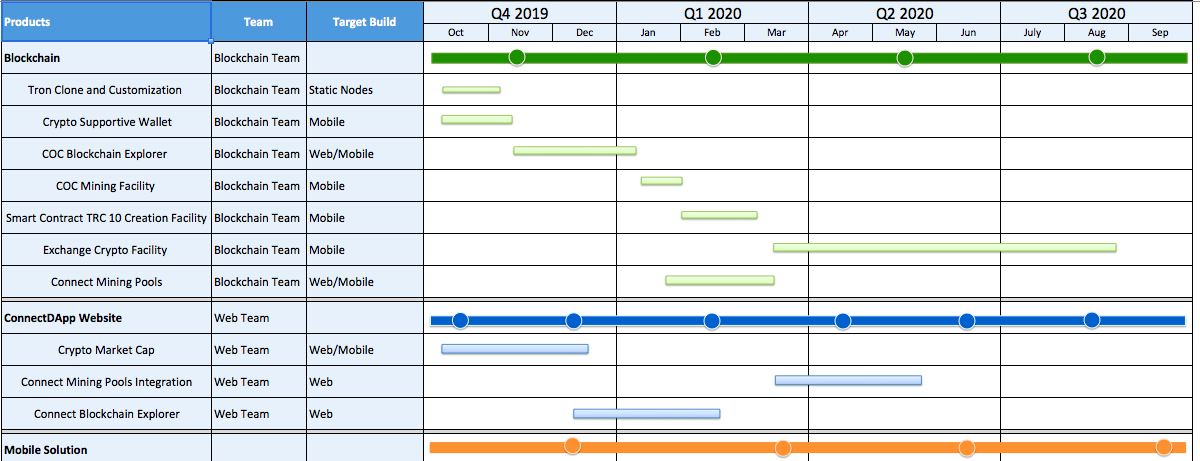 Products Team Target Build Q4 2019 Q1 2020 Q2 2020 Q3 2020
Oct Nov Dec Jan Feb Mar Apr May Jun July Aug Sep
Blockchain Blockchain Team
Tron Clone and Customization Blockchain Team Static Nodes
Crypto Supportive Wallet Blockchain Team Mobile
COC Blockchain Explorer Blockchain Team Web/Mobile
COC Mining Facility Blockchain Team Mobile
Smart Contract TRC 10 Creation Facility Blockchain Team Mobile
Exchange Crypto Facility Blockchain Team Mobile
Connect Mining Pools Blockchain Team Web/Mobile
ConnectDApp Website Web Team
Crypto Market Cap Web Team Web/Mobile
Connect Mining Pools Integration Web Team Web
Connect Blockchain Explorer Web Team Web
Mobile Solution